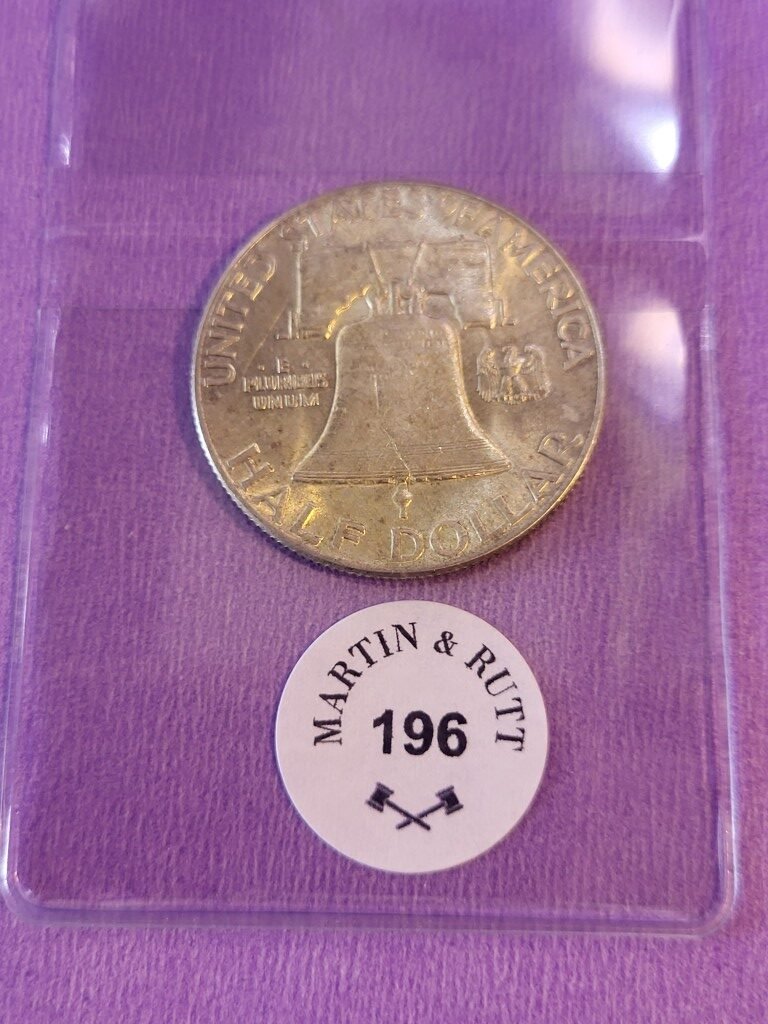 UNITED STATES OF AMERICA
· E ·
PLURIBUS
UNUM
HALF DOLLAR
MARTIN & RUTT
196